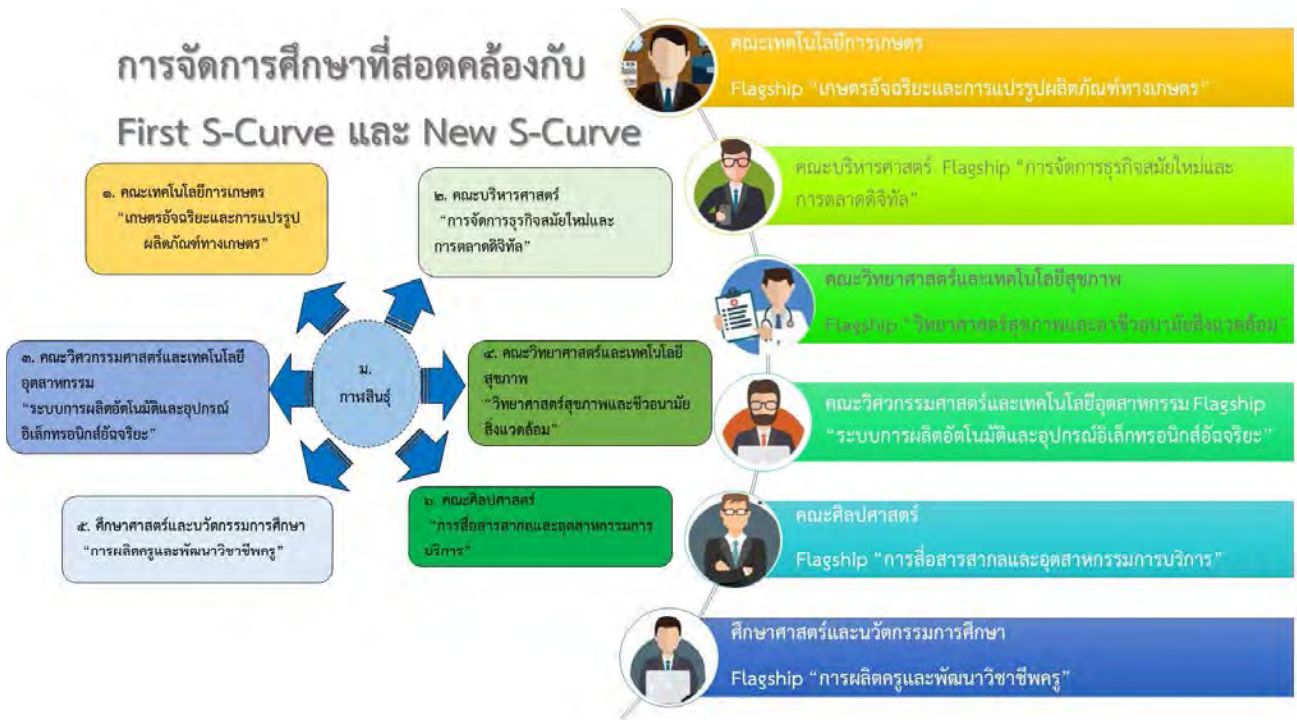 การจัดการศึกษาที่สอดคล้องกับ
First S-Curve และ New S-Curve
๑. คณะเทคโนโลยีการเกษตร
“เกษตรอัจฉริยะและการแปรรูป
ผลิตภัณฑ์ทางเกษตร”
๒. คณะบริหารศาสตร์
“การจัดการธุรกิจสมัยใหม่และ
การตลาดดิจิทัล”
๓. คณะวิศวกรรมศาสตร์และเทคโนโลยี
อุตสาหกรรม
“ระบบการผลิตอัตโนมัติและอุปกรณ์
อิเล็กทรอนิกส์อัฉจริยะ”
ม.
กาฬสินธุ์
๔. คณะวิทยาศาสตร์และเทคโนโลยี
สุขภาพ
“วิทยาศาสตร์สุขภาพและชีวอนามัย
สิ่งแวดล้อม”
๕. ศึกษาศาสตร์และนวัตกรรมการศึกษา
“การผลิตครูและพัฒนาวิชาชีพครู”
๖. คณะศิลปศาสตร์
“การสื่อสารสากลและอุตสาหกรรมการ
บริการ”
คณะเทคโนโลยีการเกษตร
Flagship “เกษตรอัจฉริยะและการแปรรูปผลิตภัณฑ์ทางเกษตร”
คณะบริหารศาสตร์ Flagship “การจัดการธุรกิจสมัยใหม่และ
การตลาดดิจิทัล”
คณะวิทยาศาสตร์และเทคโนโลยีสุขภาพ
Flagship “วิทยาศาสตร์สุขภาพและอาชีวอนามัยสิ่งแวดล้อม”
คณะวิศวกรรมศาสตร์และเทคโนโลยีอุตสาหกรรม Flagship
“ระบบการผลิตอัตโนมัติและอุปกรณ์อิเล็กทรอนิกส์อัฉจริยะ”
คณะศิลปศาสตร์
Flagship “การสื่อสารสากลและอุตสาหกรรมการบริการ”
ศึกษาศาสตร์และนวัตกรรมการศึกษา
Flagship “การผลิตครูและพัฒนาวิชาชีพครู”